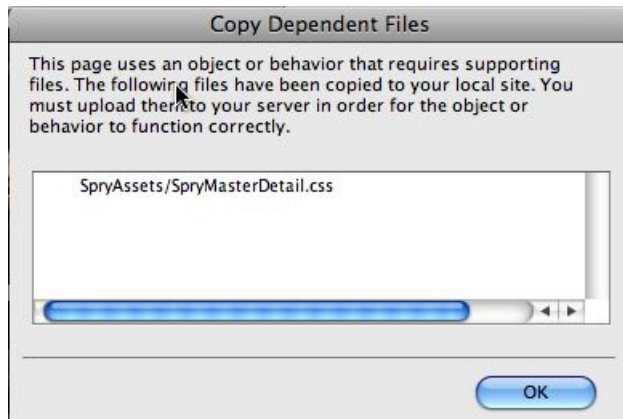 Copy Dependent Files
This page uses an object or behavior that requires supporting
files. The following files have been copied to your local site. You
must upload them to your server in order for the object or
behavior to function correctly.
SpryAssets/SpryMasterDetail.css
OK